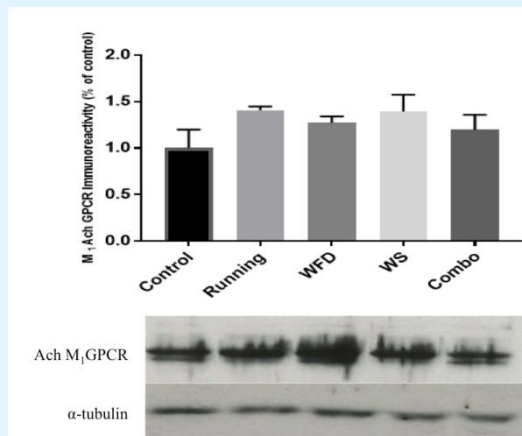 M1Ach GPCR Immunoreactivity (% of control)
2.0
1.5
1.0
0.5
0.0
Control
Running
WFD
WS
Combo
Ach M1GPCR
α-tubulin